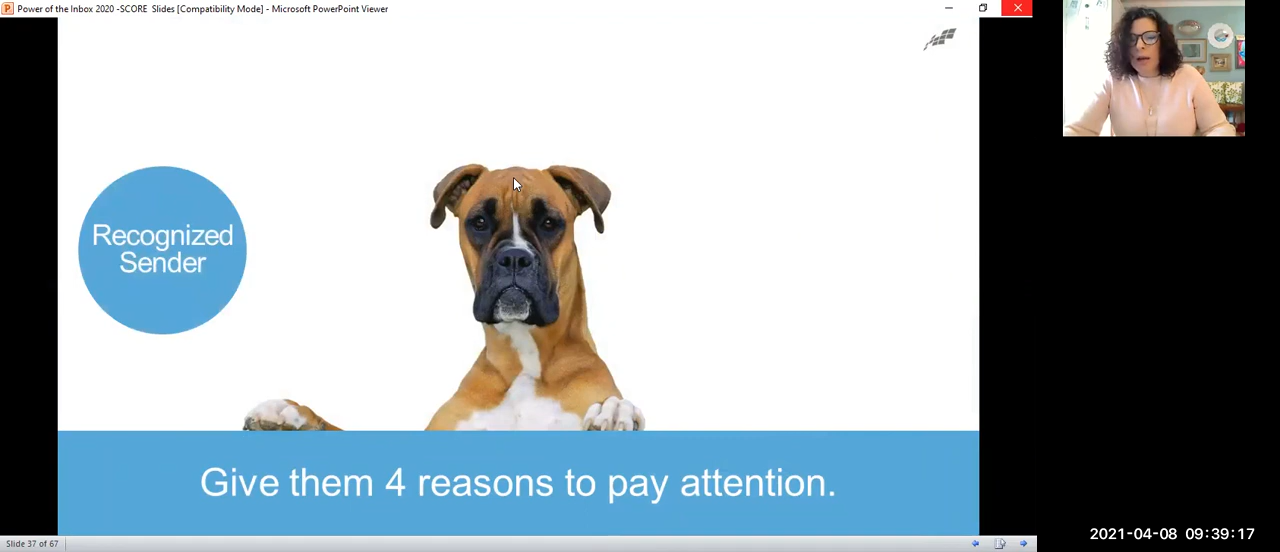 Power of the Inbox 2020 -SCORE Slides [Compatibility Mode] - Microsoft PowerPoint Viewer
Recognized
Sender
Give them 4 reasons to pay attention.
Slide 37 of 67
2021-04-08 09:39:17